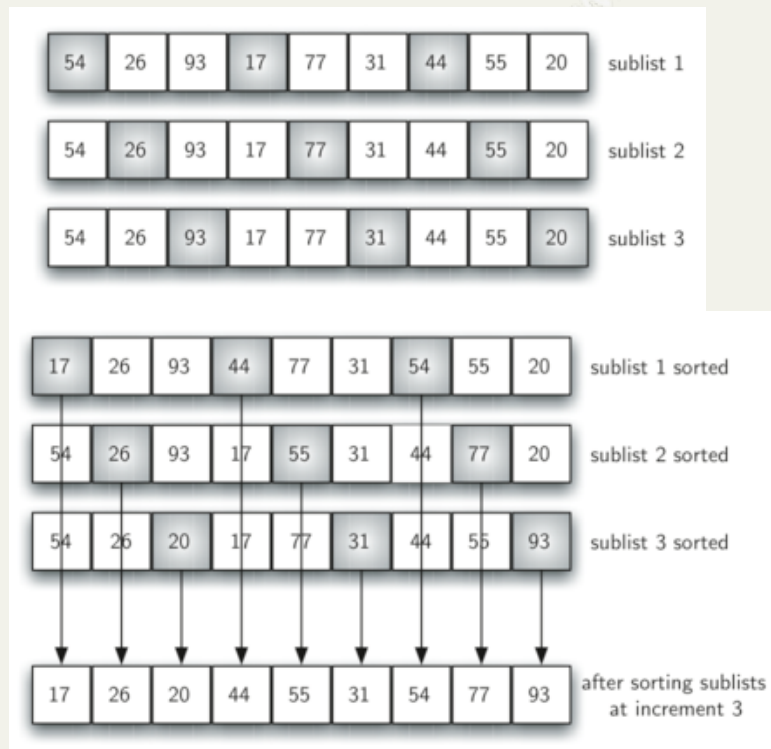 54 26 93 17 77 31 44 55 20 sublist 1
54 26 93 17 77 31 44 55 20 sublist 2
54 26 93 17 77 31 44 55 20 sublist 3
17 26 93 44 77 31 54 55 20 sublist 1 sorted
54 26 93 17 55 31 44 77 20 sublist 2 sorted
54 26 20 17 77 31 44 55 93 sublist 3 sorted
17 26 20 44 55 31 54 77 93 after sorting sublists
at increment 3